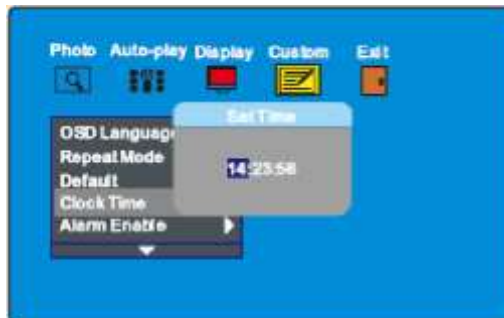 Photo Auto-play Display Custom Exit
Set Time
OSD Language
Repeat Mode
14:23:58
Default
Clock Time
Alarm Enable